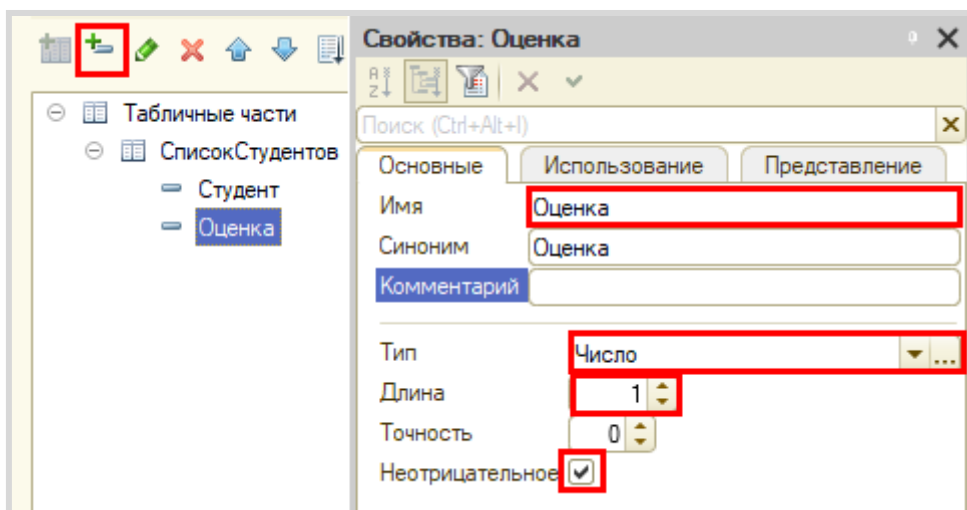 Свойства: Оценка
Поиск (Ctrl+Alt+I)
Табличные части
СписокСтудентов
Студент
Оценка
Основные
Использование
Представление
Имя
Оценка
Синоним
Оценка
Комментарий
Тип
Число
...
Длина
1
Точность
0
Неотрицательное